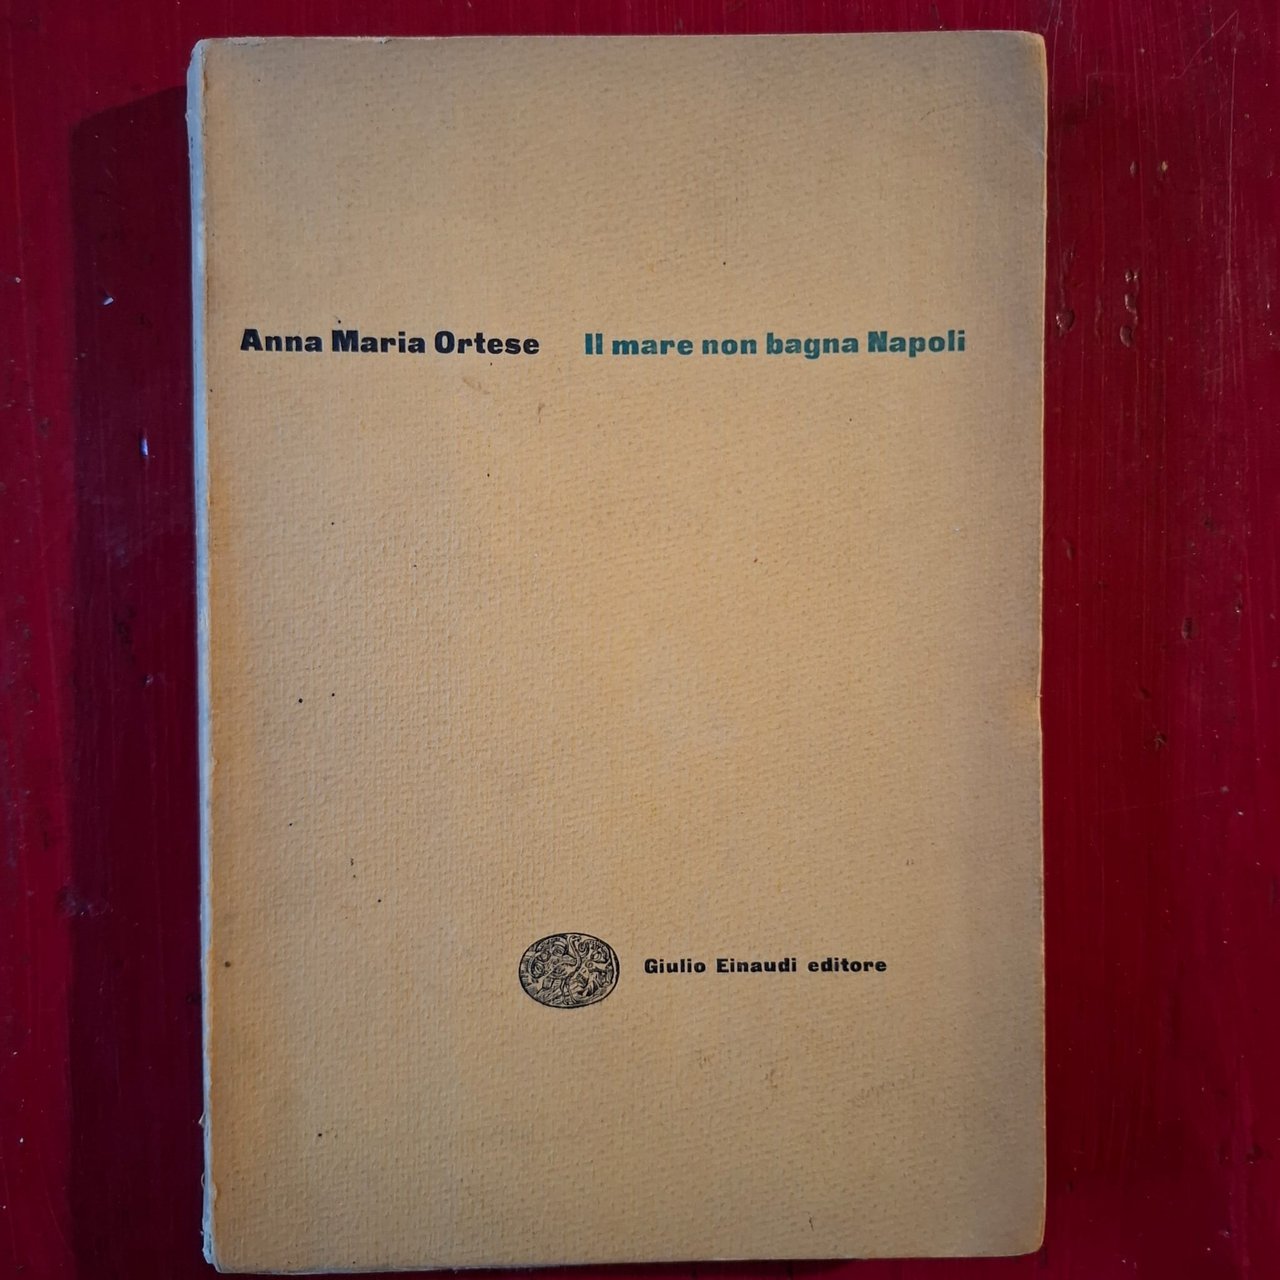 Anna Maria Ortese Il mare non bagna Napoli
Giulio Einaudi editore